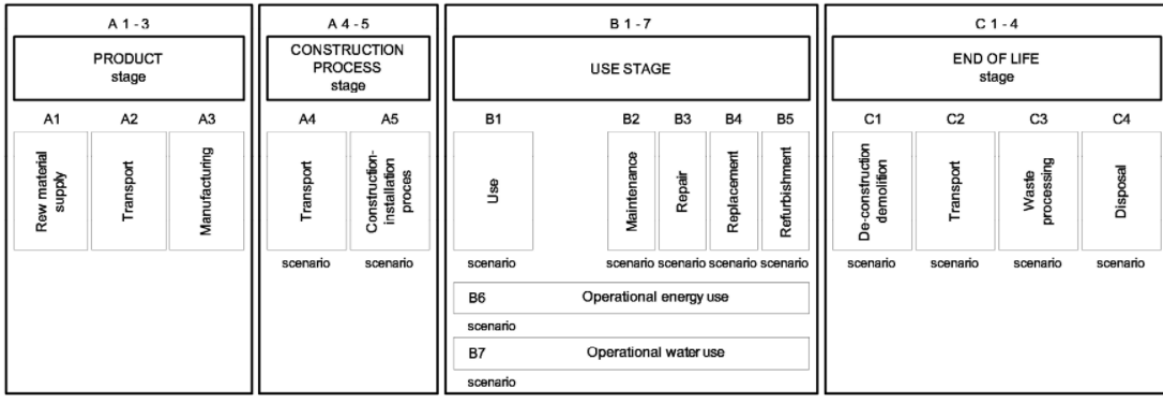 A 1 - 3
PRODUCT
stage
A1
A2
A3
Rew material
supply
Transport
Manufacturing
A 4 - 5
CONSTRUCTION
PROCESS
stage
A4
A5
Transport
Construction-
installation
proces
scenario
scenario
B 1 - 7
USE STAGE
B1
B2
B3
B4
B5
Use
Maintenance
Repair
Replacement
Refurbishment
scenario
scenario
scenario
scenario
scenario
B6 Operational energy use
scenario
B7 Operational water use
scenario
C 1 - 4
END OF LIFE
stage
C1
C2
C3
C4
De-construction
demolition
Transport
Waste
processing
Disposal
scenario
scenario
scenario
scenario